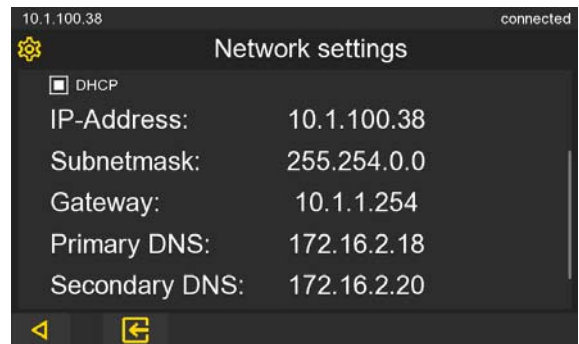 10.1.100.38 connected
Network settings
DHCP
IP-Address: 10.1.100.38
Subnetmask: 255.254.0.0
Gateway: 10.1.1.254
Primary DNS: 172.16.2.18
Secondary DNS: 172.16.2.20